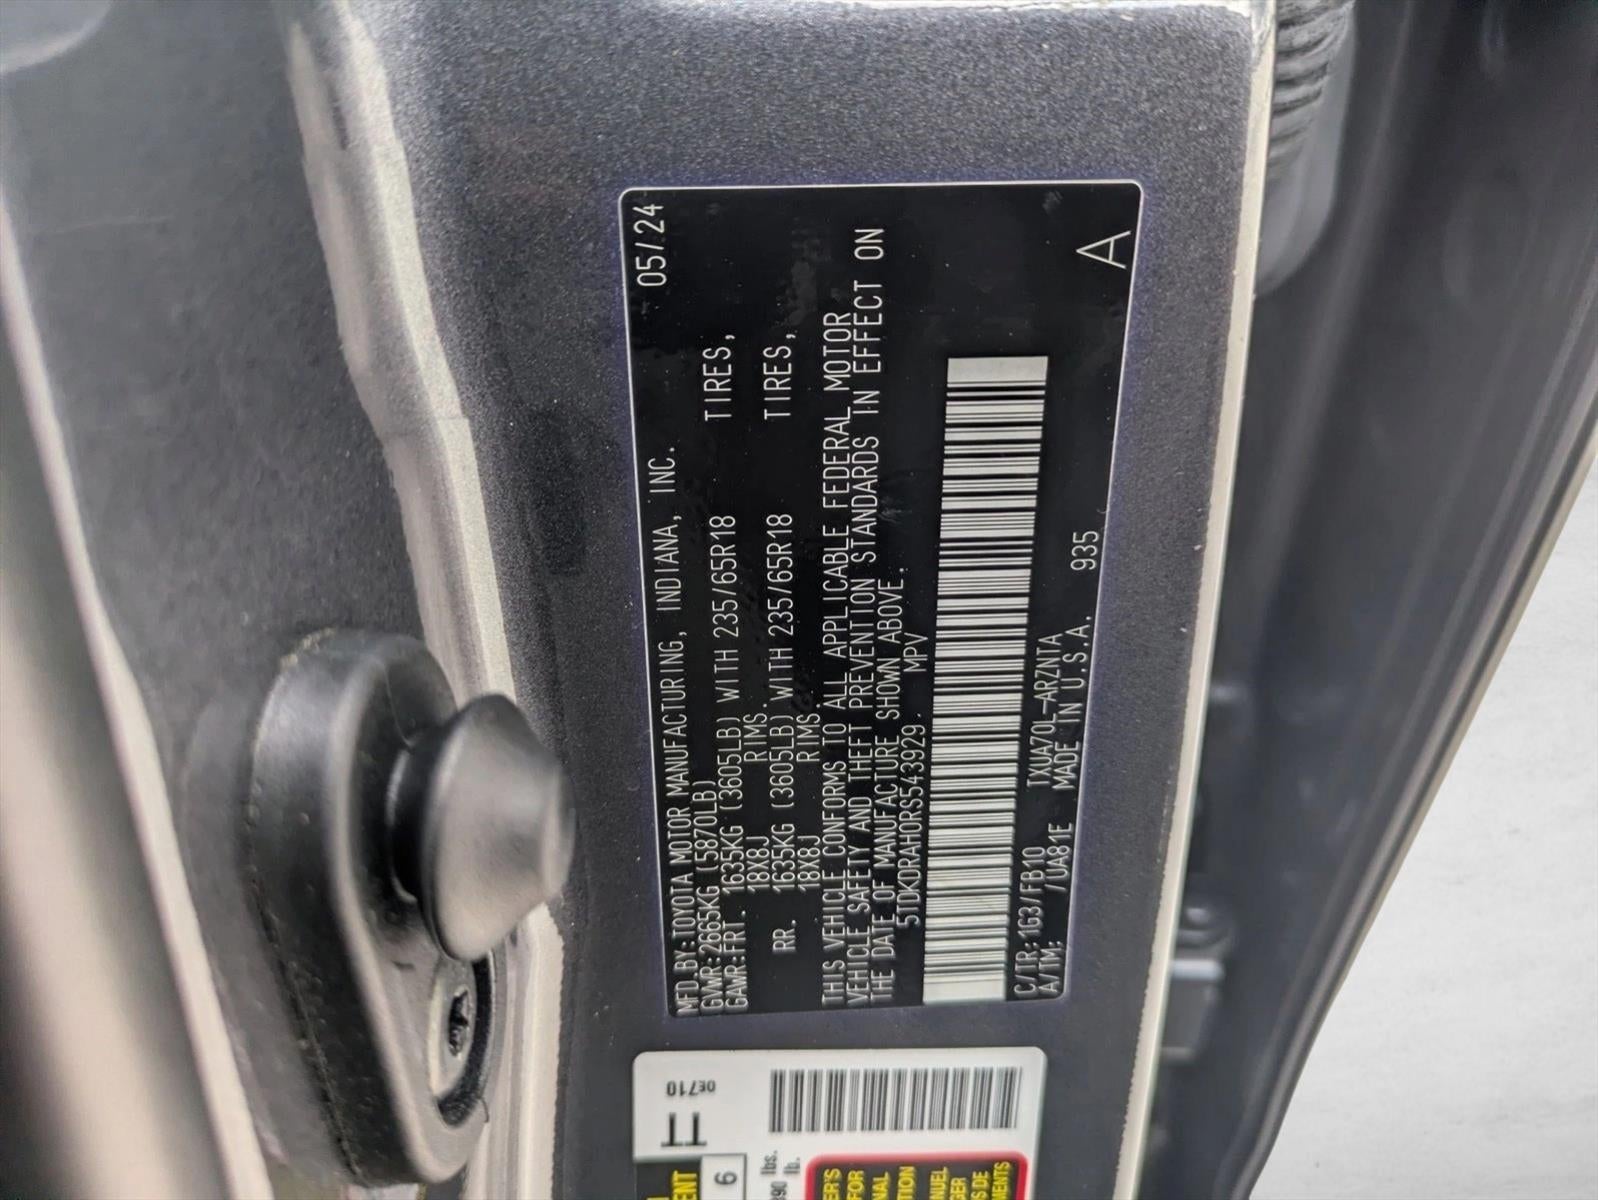 MFD.BY:TOYOTA MOTOR MANUFACTURING, INDIANA, INC. 05/24
GVWR:2665KG (5870LB)
GAWR:FRT. 1635KG (3605LB) WITH 235/65R18 TIRES,
18X8J RIMS.
RR. 1635KG (3605LB) WITH 235/65R18 TIRES,
18X8J RIMS.
THIS VEHICLE CONFORMS TO ALL APPLICABLE FEDERAL MOTOR
VEHICLE SAFETY AND THEFT PREVENTION STANDARDS IN EFFECT ON
THE DATE OF MANUFACTURE SHOWN ABOVE.
5TDKDRAH0RS543929 MPV
C/TR:1G3/FB10 TXUA70L-ARZNTA
A/TM: /UA81E MADE IN U.S.A. 935
A
0E710
6
lbs.
lb.